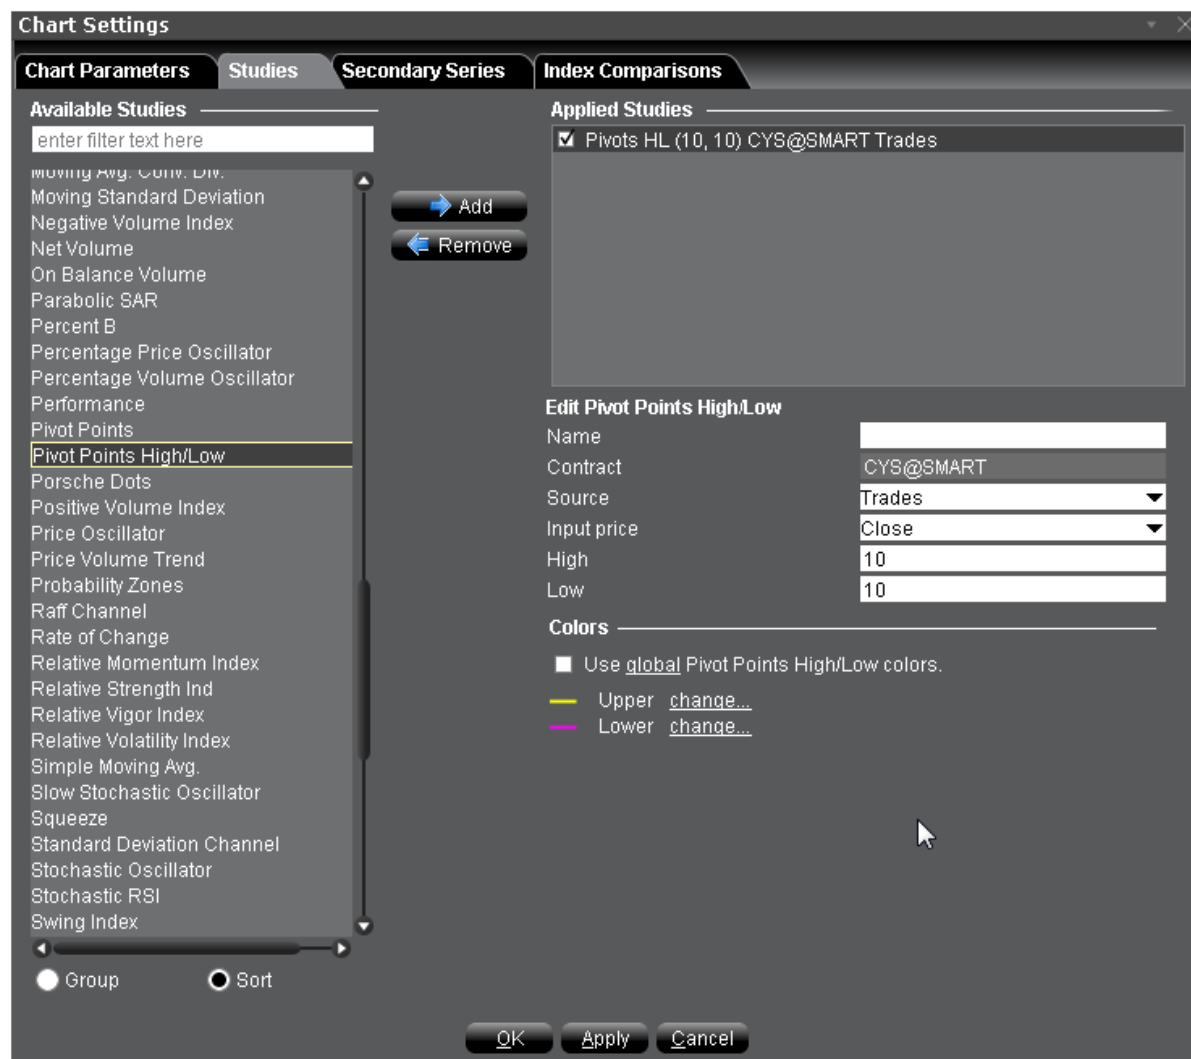 Chart Settings
Chart Parameters
Studies
Secondary Series
Index Comparisons
Available Studies
enter filter text here
Moving Avg. Conv. Div.
Moving Standard Deviation
Negative Volume Index
Net Volume
On Balance Volume
Parabolic SAR
Percent B
Percentage Price Oscillator
Percentage Volume Oscillator
Performance
Pivot Points
Pivot Points High/Low
Porsche Dots
Positive Volume Index
Price Oscillator
Price Volume Trend
Probability Zones
Raff Channel
Rate of Change
Relative Momentum Index
Relative Strength Ind
Relative Vigor Index
Relative Volatility Index
Simple Moving Avg.
Slow Stochastic Oscillator
Squeeze
Standard Deviation Channel
Stochastic Oscillator
Stochastic RSI
Swing Index
Group
Sort
Add
Remove
Applied Studies
Pivots HL (10, 10) CYS@SMART Trades
Edit Pivot Points High/Low
Name
Contract CYS@SMART
Source Trades
Input price Close
High 10
Low 10
Colors
Use global Pivot Points High/Low colors.
Upper change...
Lower change...
OK
Apply
Cancel